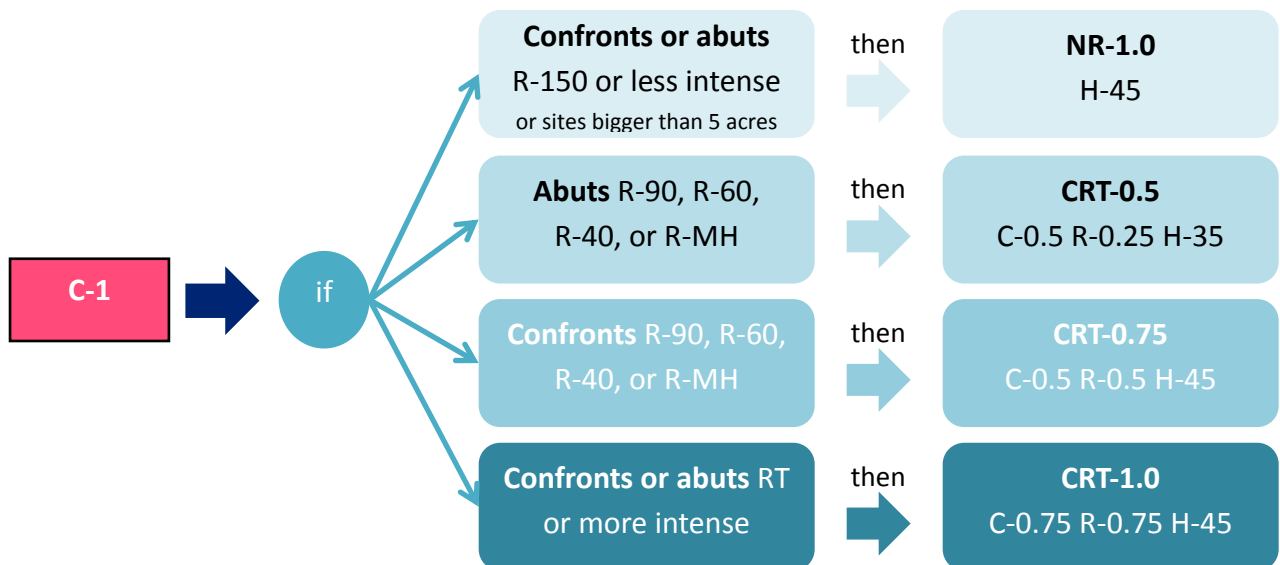 C-1
if
Confronts or abuts
R-150 or less intense
or sites bigger than 5 acres
then
NR-1.0
H-45
Abuts R-90, R-60,
R-40, or R-MH
then
CRT-0.5
C-0.5 R-0.25 H-35
Confronts R-90, R-60,
R-40, or R-MH
then
CRT-0.75
C-0.5 R-0.5 H-45
Confronts or abuts RT
or more intense
then
CRT-1.0
C-0.75 R-0.75 H-45